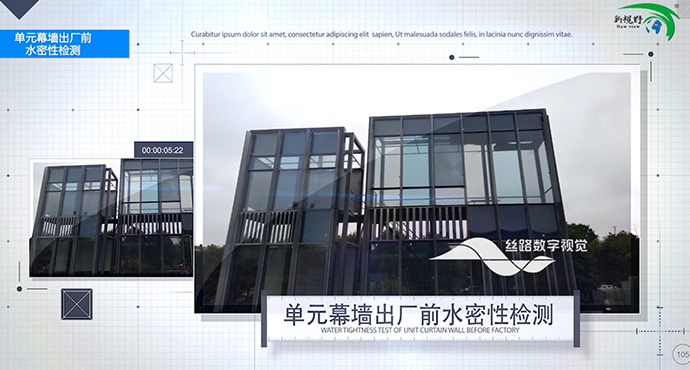 单元幕墙出厂前
水密性检测
Curabitur ipsum dolor sit amet, consectetur adipiscing elit sapien, Ut malesuada sodales felis, in lacinia nunc dignissim vitae.
新视野
New view
00:00:05:22
丝路数字视觉
单元幕墙出厂前水密性检测
WATER TIGHTNESS TEST OF UNIT CURTAIN WALL BEFORE FACTORY
105